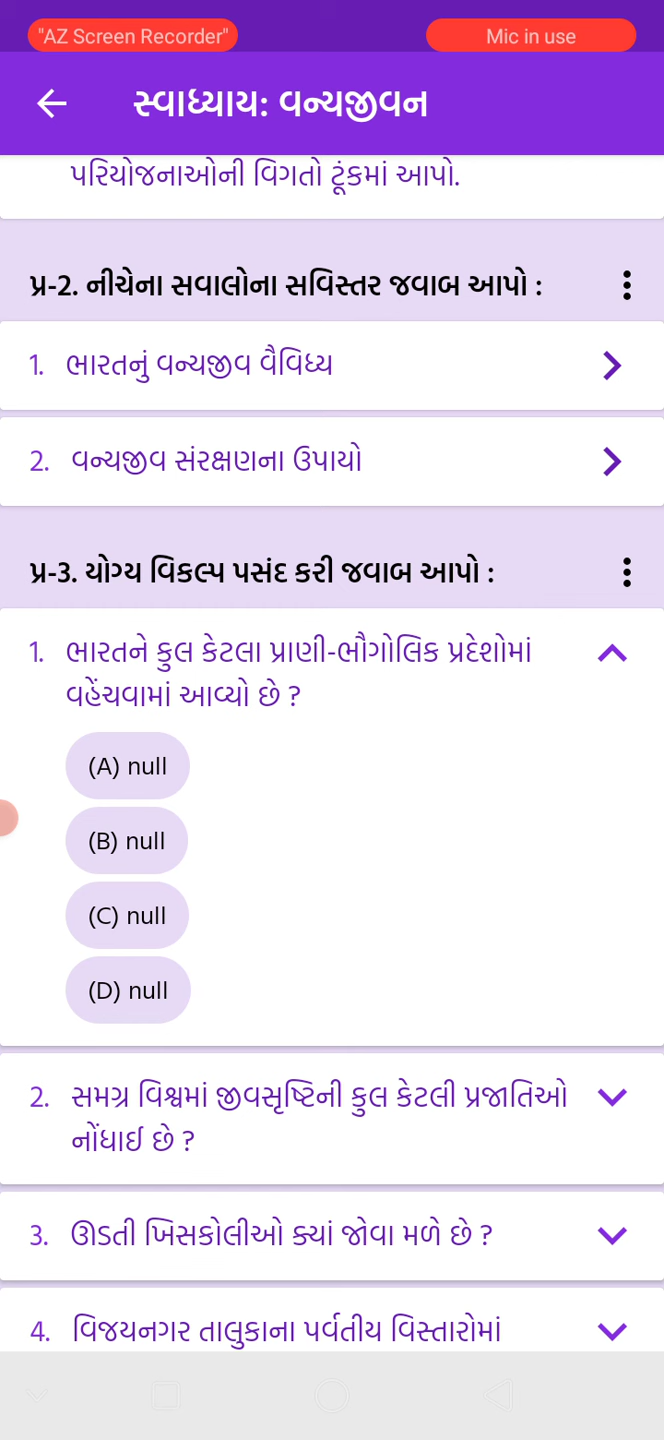 "AZ Screen Recorder"
Mic in use
સ્વાધ્યાય: વન્યજીવન
પરિયોજનાઓની વિગતો ટૂંકમાં આપો.
પ્ર-2. નીચેના સવાલોના સવિસ્તર જવાબ આપો :
1. ભારતનું વન્યજીવ વૈવિધ્ય
2. વન્યજીવ સંરક્ષણના ઉપાયો
પ્ર-3. યોગ્ય વિકલ્પ પસંદ કરી જવાબ આપો :
1. ભારતને કુલ કેટલા પ્રાણી-ભૌગોલિક પ્રદેશોમાં
વહેંચવામાં આવ્યો છે ?
(A) null
(B) null
(C) null
(D) null
2. સમગ્ર વિશ્વમાં જીવસૃષ્ટિની કુલ કેટલી પ્રજાતિઓ
નોંધાઈ છે ?
3. ઊડતી ખિસકોલીઓ ક્યાં જોવા મળે છે ?
4. વિજયનગર તાલુકાના પર્વતીય વિસ્તારોમાં